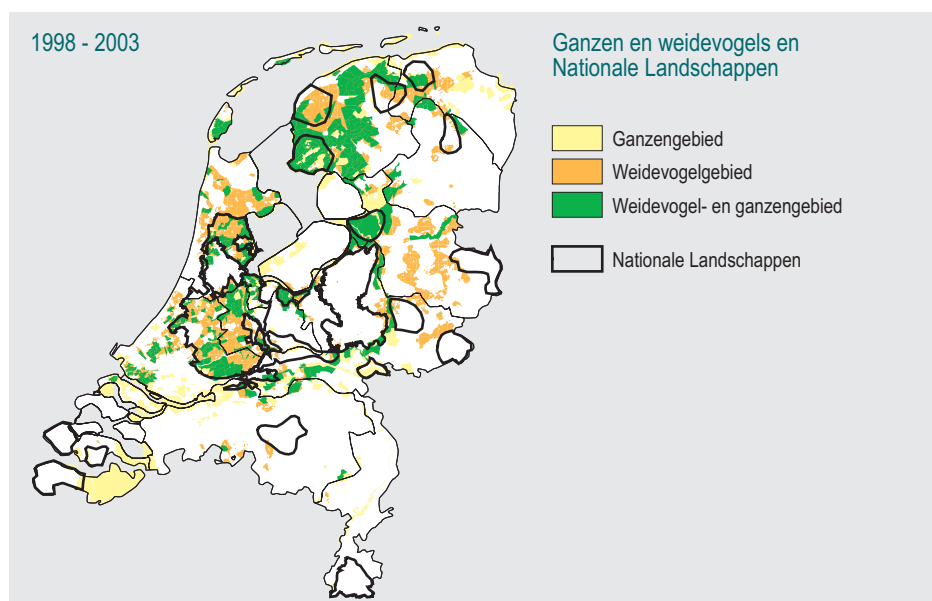 1998 - 2003
Ganzen en weidevogels en
Nationale Landschappen
Ganzengebied
Weidevogelgebied
Weidevogel- en ganzengebied
Nationale Landschappen